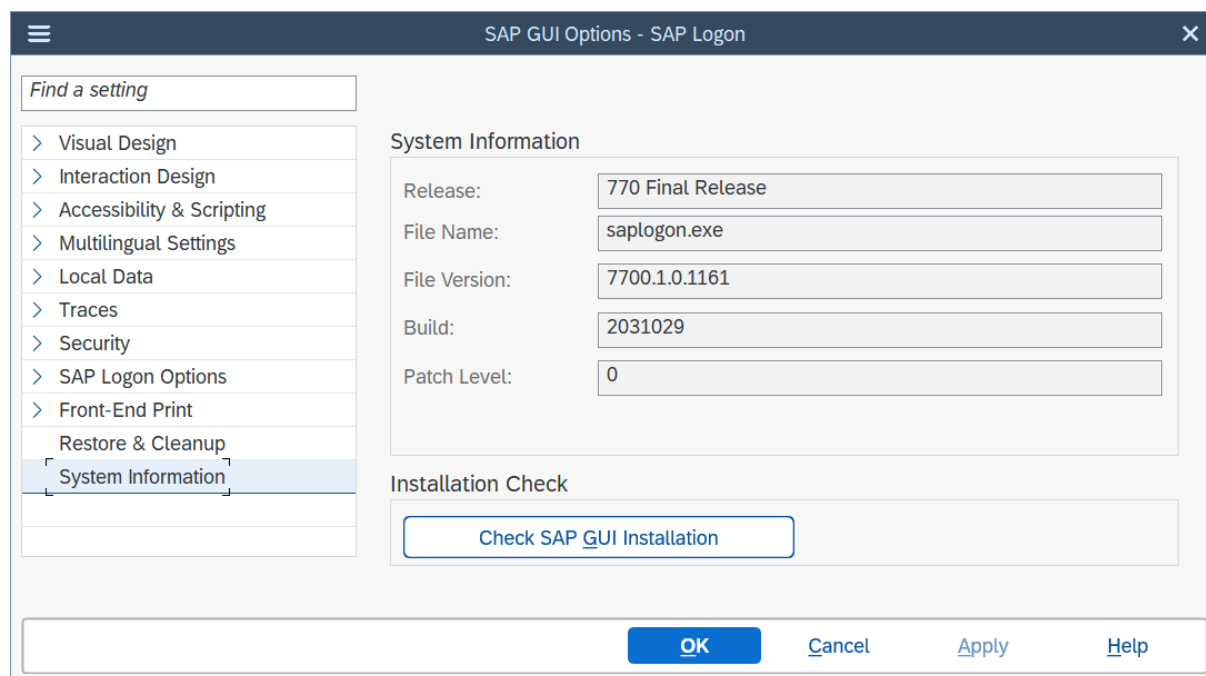 SAP GUI Options - SAP Logon
Find a setting
Visual Design
Interaction Design
Accessibility & Scripting
Multilingual Settings
Local Data
Traces
Security
SAP Logon Options
Front-End Print
Restore & Cleanup
System Information
System Information
Release: 770 Final Release
File Name: saplogon.exe
File Version: 7700.1.0.1161
Build: 2031029
Patch Level: 0
Installation Check
Check SAP GUI Installation
OK Cancel Apply Help